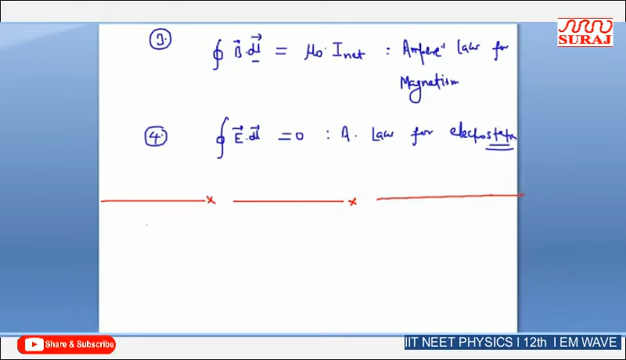 SURAJ
③ ∮ B⃗.dl⃗ = μ₀ Inet : Ampere's Law for
Magnetism
④ ∮ E⃗.dl⃗ = 0 : A. Law for electrostatic
Share & Subscribe
IIT NEET PHYSICS I 12th I EM WAVE